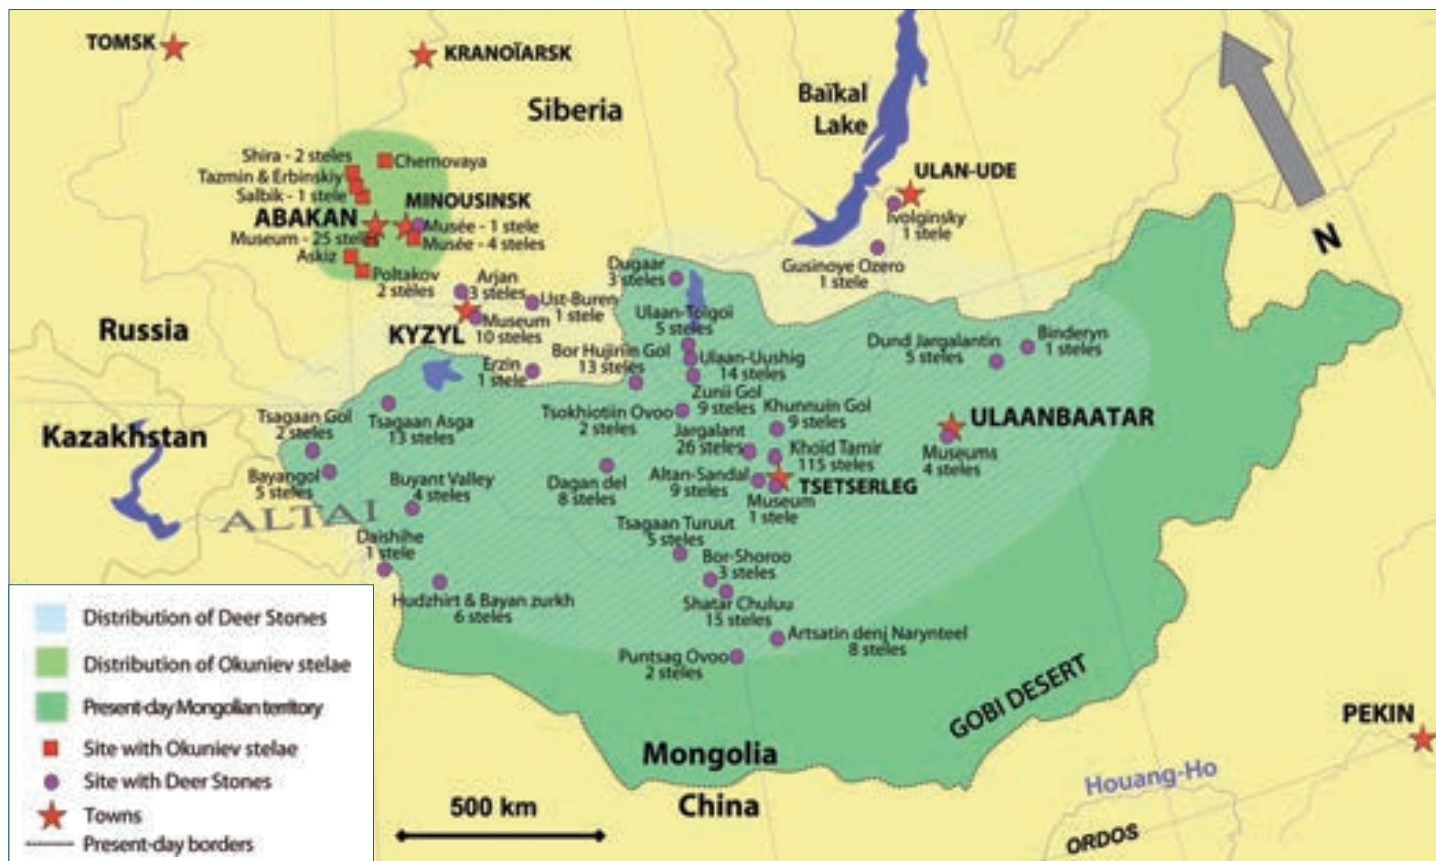 TOMSK
KRANOÏARSK
Siberia
Baïkal
Lake
ULAN-UDE
Ivolginsky
1 stele
Gusinoye Ozero
1 stele
N
Shira - 2 steles
Chernovaya
Tazmin & Erbinskiy
Salbik - 1 stele
MINOUSINSK
ABAKAN
Musée - 1 stele
Museum - 25 steles
Musée - 4 steles
Askiz
Poltakov
2 stèles
Arjan
3 steles
Ust-Buren
1 stele
KYZYL
Museum
10 steles
Erzin
1 stele
Russia
Kazakhstan
Dugaar
3 steles
Ulaan-Tolgoi
5 steles
Bor Hujiriin Gol
13 steles
Ulaan-Uushig
14 steles
Zunii Gol
9 steles
Tsokhiotiin Ovoo
2 steles
Khunnuin Gol
9 steles
Jargalant
26 steles
Khoid Tamir
115 steles
Altan-Sandal
9 steles
TSETSERLEG
Museum
1 stele
Dund Jargalantin
5 steles
Binderyn
1 steles
ULAANBAATAR
Museums
4 steles
Tsagaan Gol
2 steles
Tsagaan Asga
13 steles
Bayangol
5 steles
Buyant Valley
4 steles
Dagan del
8 steles
ALTAI
Daishihe
1 stele
Hudzhirt & Bayan zurkh
6 steles
Tsagaan Turuut
5 steles
Bor-Shoroo
3 steles
Shatar Chuluu
15 steles
Artsatin denj Narynteel
8 steles
Puntsag Ovoo
2 steles
GOBI DESERT
Mongolia
China
PEKIN
Houang-Ho
ORDOS
500 km
Distribution of Deer Stones
Distribution of Okuniev stelae
Present-day Mongolian territory
Site with Okuniev stelae
Site with Deer Stones
Towns
Present-day borders